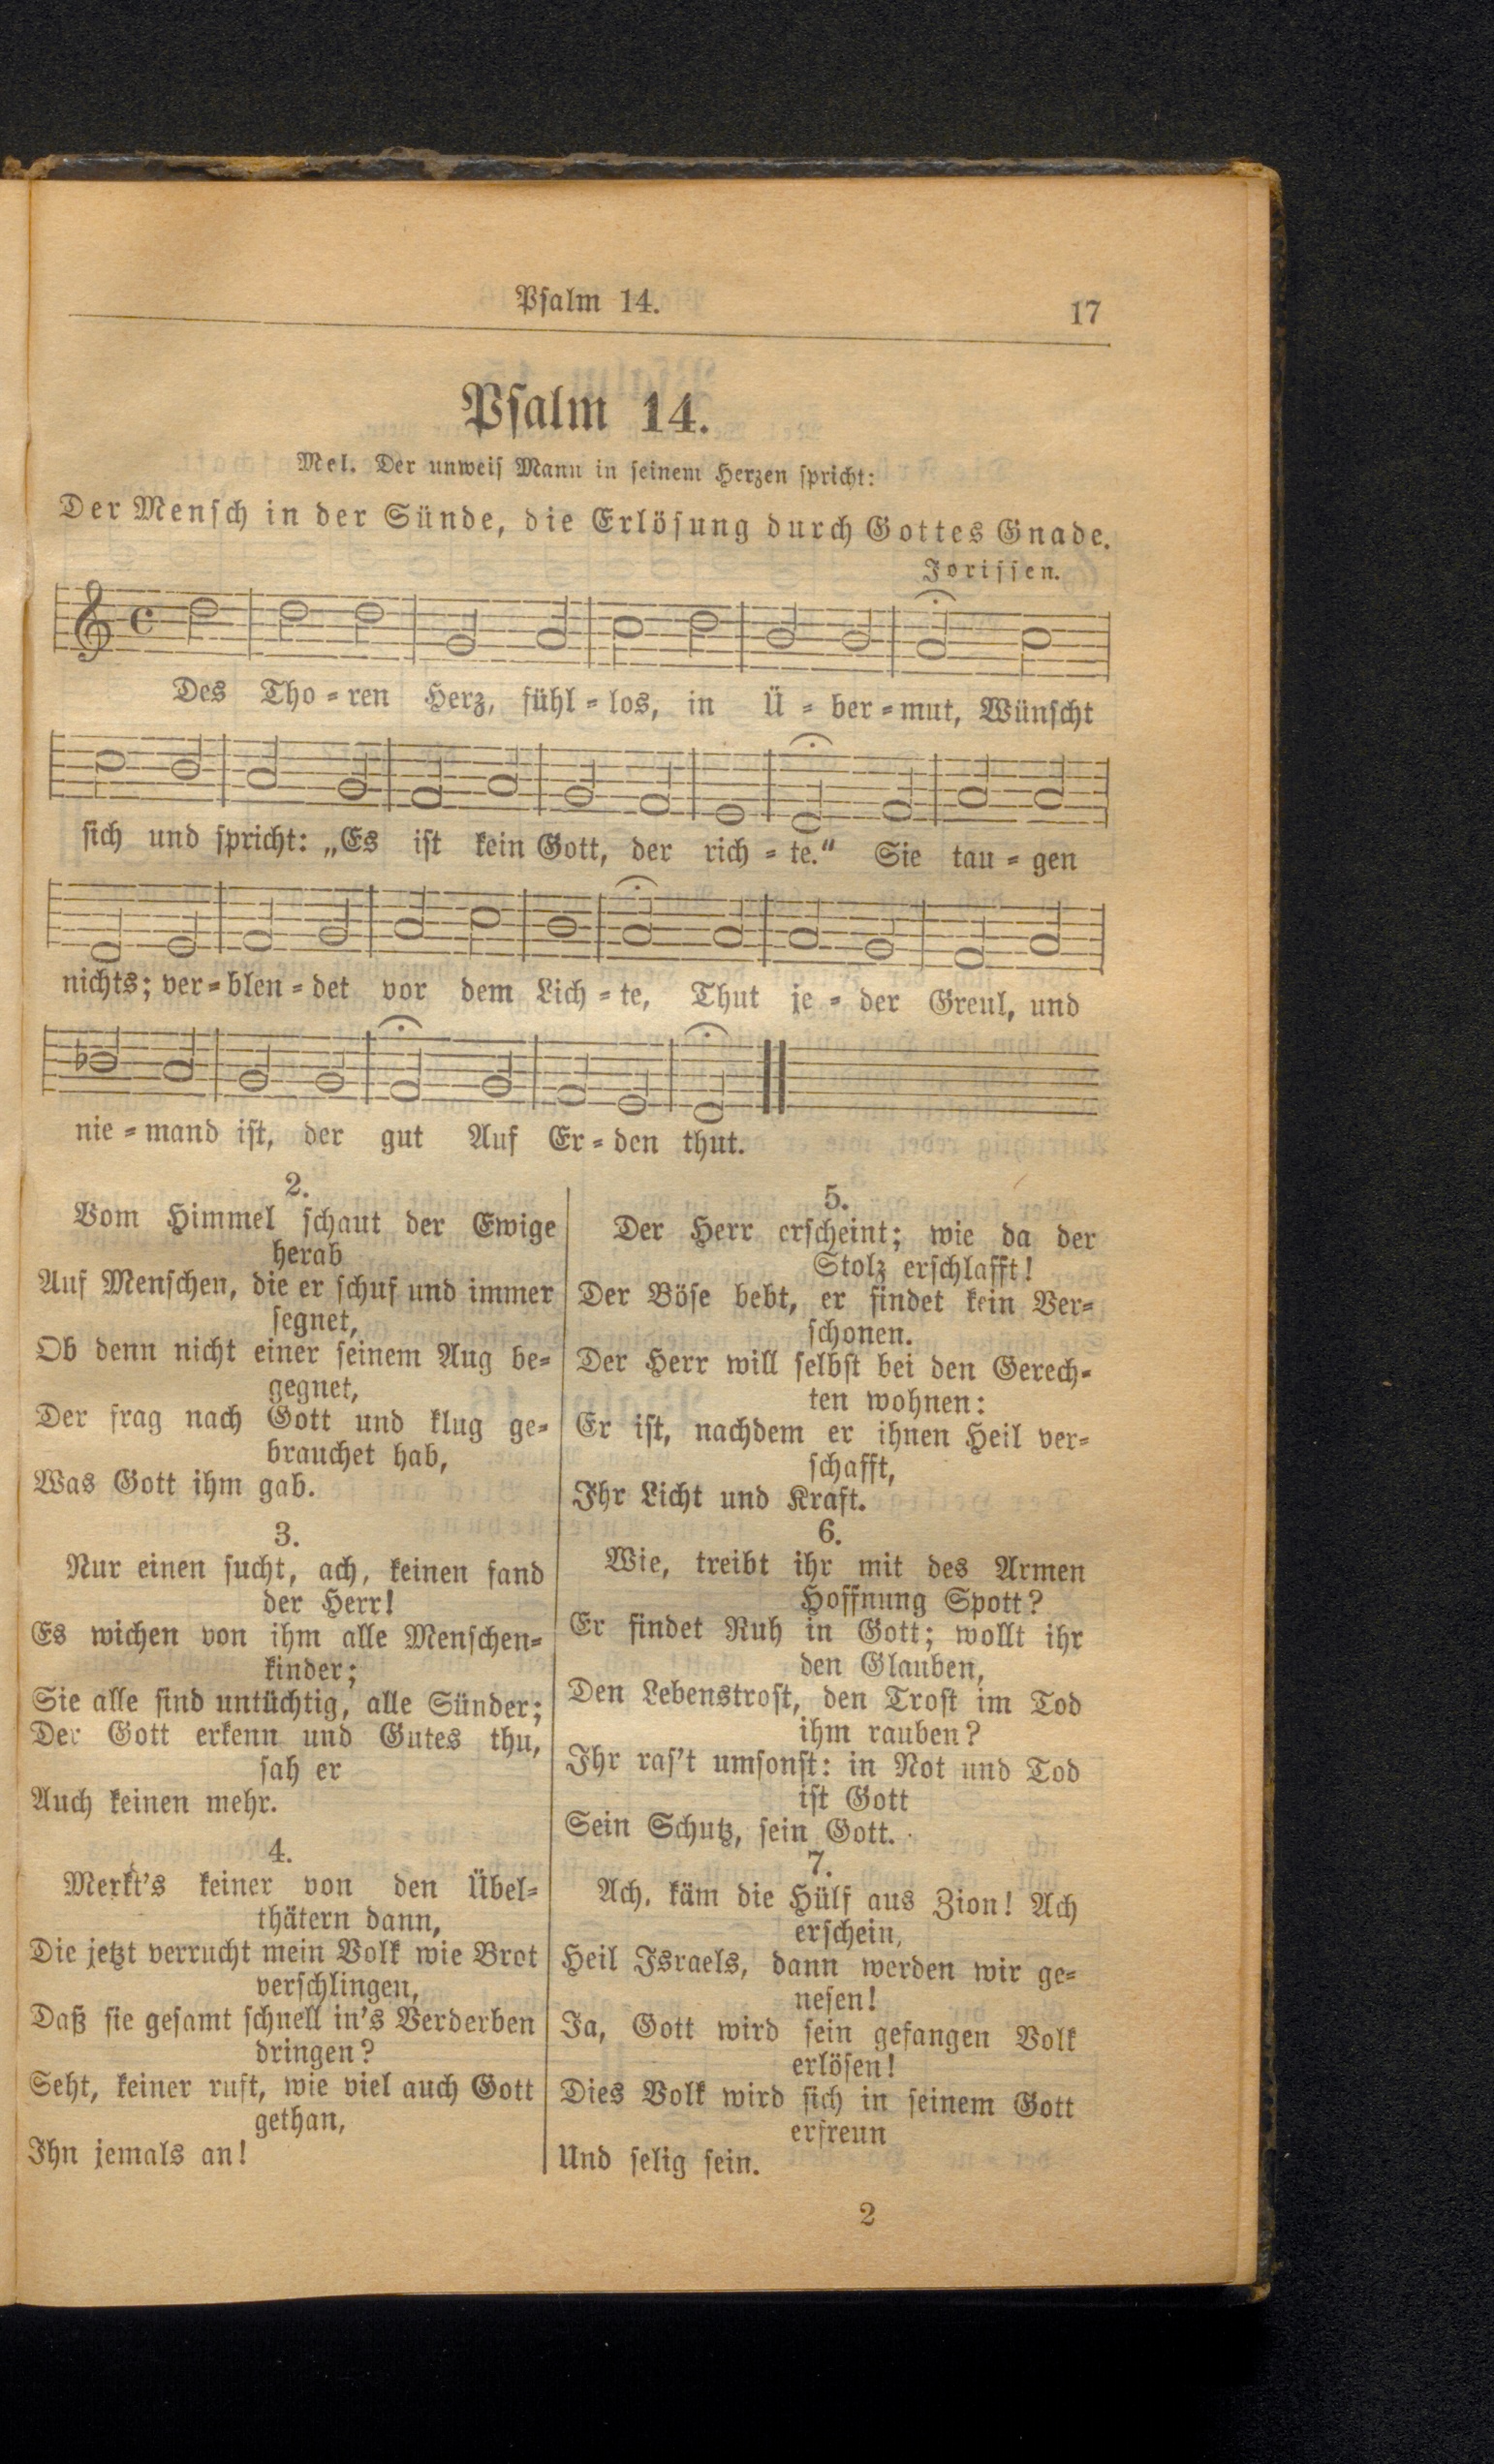 Psalm 14.
17
Psalm 14.
Mel. Der unweis Mann in seinem Herzen spricht:
Der Mensch in der Sünde, die Erlösung durch Gottes Gnade.
Jorissen.
Des Tho-ren Herz, fühl-los, in Ü-ber-mut, Wünscht
sich und spricht: „Es ist kein Gott, der rich-te.“ Sie tau-gen
nichts; ver-blen-det vor dem Lich-te, Thut je-der Greul, und
nie-mand ist, der gut Auf Er-den thut.
2.
Vom Himmel schaut der Ewige
herab
Auf Menschen, die er schuf und immer
segnet,
Ob denn nicht einer seinem Aug be-
gegnet,
Der frag nach Gott und klug ge-
brauchet hab,
Was Gott ihm gab.
3.
Nur einen sucht, ach, keinen fand
der Herr!
Es wichen von ihm alle Menschen-
kinder;
Sie alle sind untüchtig, alle Sünder;
Der Gott erkenn und Gutes thu,
sah er
Auch keinen mehr.
4.
Merkt's keiner von den Übel-
thätern dann,
Die jetzt verrucht mein Volk wie Brot
verschlingen,
Daß sie gesamt schnell in's Verderben
dringen?
Seht, keiner ruft, wie viel auch Gott
gethan,
Ihn jemals an!
5.
Der Herr erscheint; wie da der
Stolz erschlafft!
Der Böse bebt, er findet kein Ver-
schonen.
Der Herr will selbst bei den Gerech-
ten wohnen:
Er ist, nachdem er ihnen Heil ver-
schafft,
Ihr Licht und Kraft.
6.
Wie, treibt ihr mit des Armen
Hoffnung Spott?
Er findet Ruh in Gott; wollt ihr
den Glauben,
Den Lebenstrost, den Trost im Tod
ihm rauben?
Ihr ras't umsonst: in Not und Tod
ist Gott
Sein Schutz, sein Gott.
7.
Ach, käm die Hülf aus Zion! Ach
erschein,
Heil Israels, dann werden wir ge-
nesen!
Ja, Gott wird sein gefangen Volk
erlösen!
Dies Volk wird sich in seinem Gott
erfreun
Und selig sein.
2